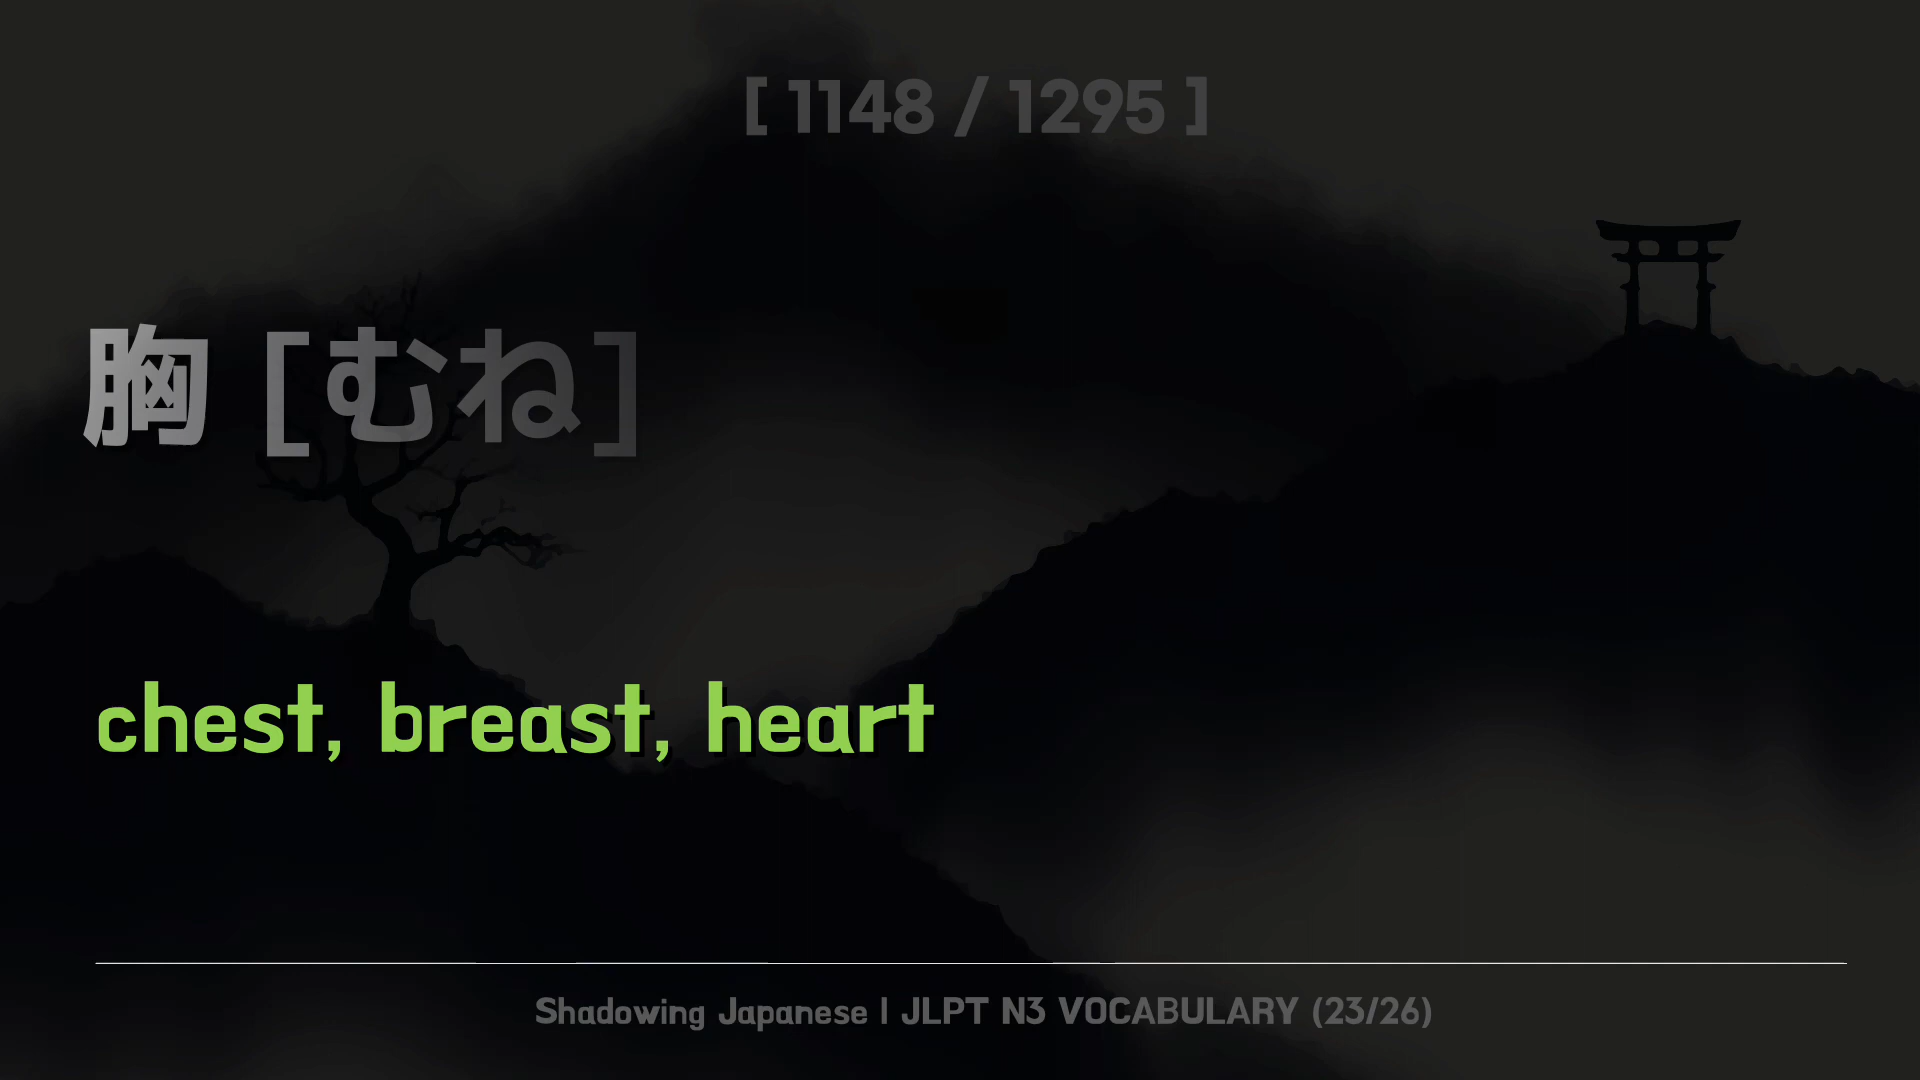 [ 1148 / 1295 ]
胸 [むね]
chest, breast, heart
Shadowing Japanese | JLPT N3 VOCABULARY (23/26)